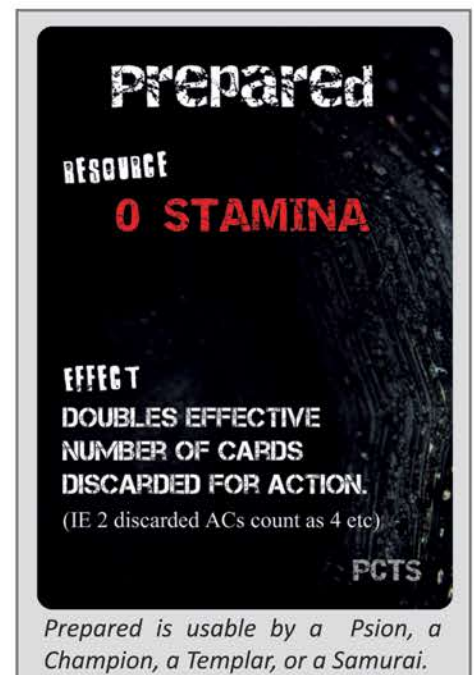 Prepared
RESOURCE
0 STAMINA
EFFECT
DOUBLES EFFECTIVE
NUMBER OF CARDS
DISCARDED FOR ACTION.
(IE 2 discarded ACs count as 4 etc)
PCTS
Prepared is usable by a Psion, a
Champion, a Templar, or a Samurai.